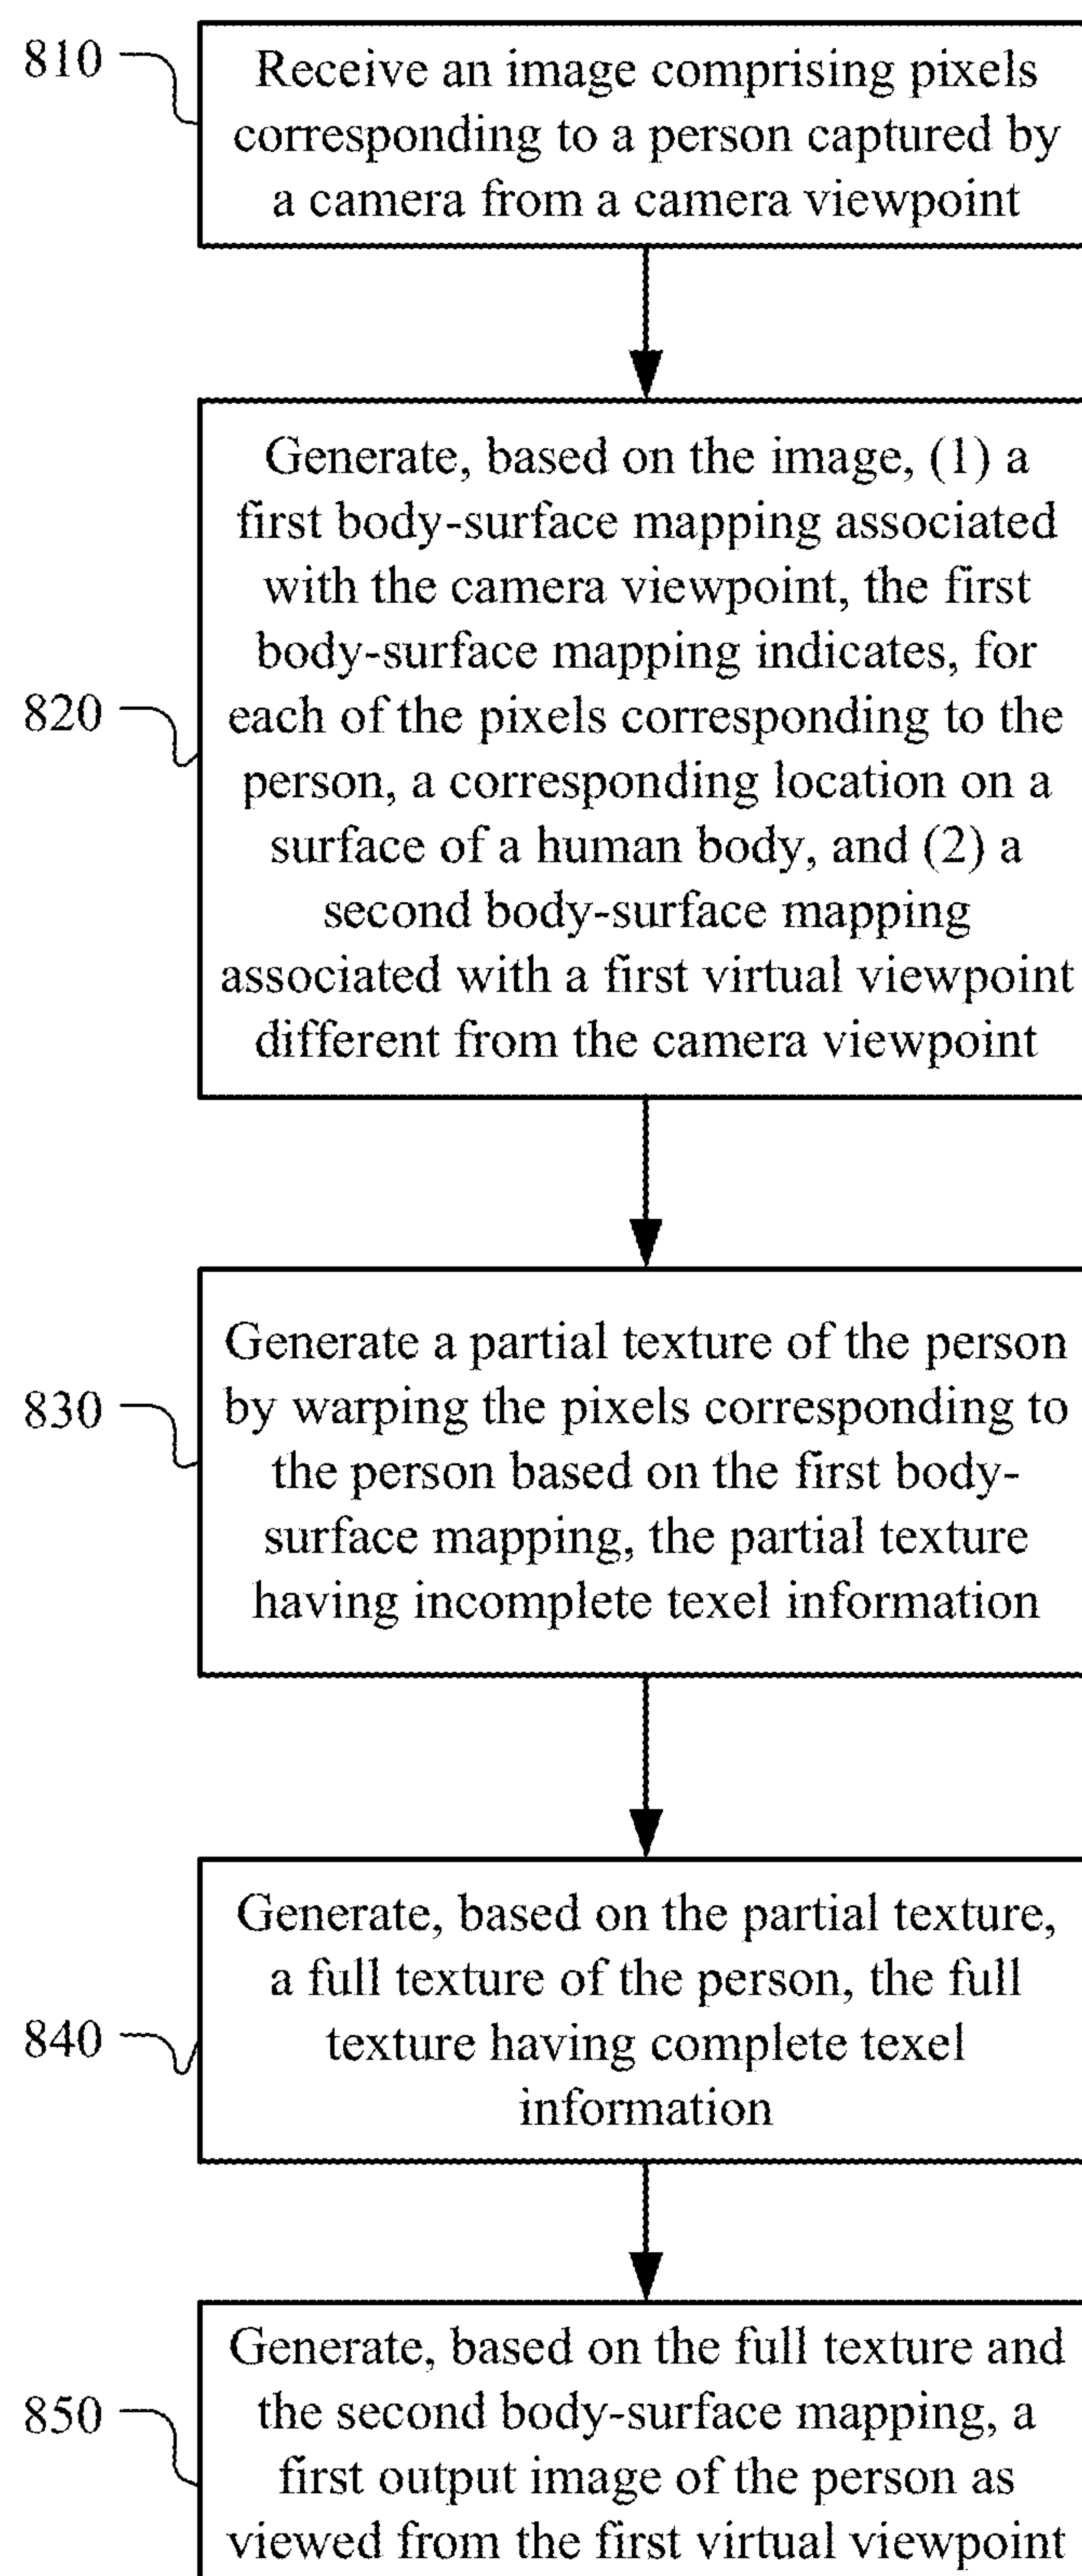 810
Receive an image comprising pixels
corresponding to a person captured by
a camera from a camera viewpoint
820
Generate, based on the image, (1) a
first body-surface mapping associated
with the camera viewpoint, the first
body-surface mapping indicates, for
each of the pixels corresponding to the
person, a corresponding location on a
surface of a human body, and (2) a
second body-surface mapping
associated with a first virtual viewpoint
different from the camera viewpoint
830
Generate a partial texture of the person
by warping the pixels corresponding to
the person based on the first body-
surface mapping, the partial texture
having incomplete texel information
840
Generate, based on the partial texture,
a full texture of the person, the full
texture having complete texel
information
850
Generate, based on the full texture and
the second body-surface mapping, a
first output image of the person as
viewed from the first virtual viewpoint